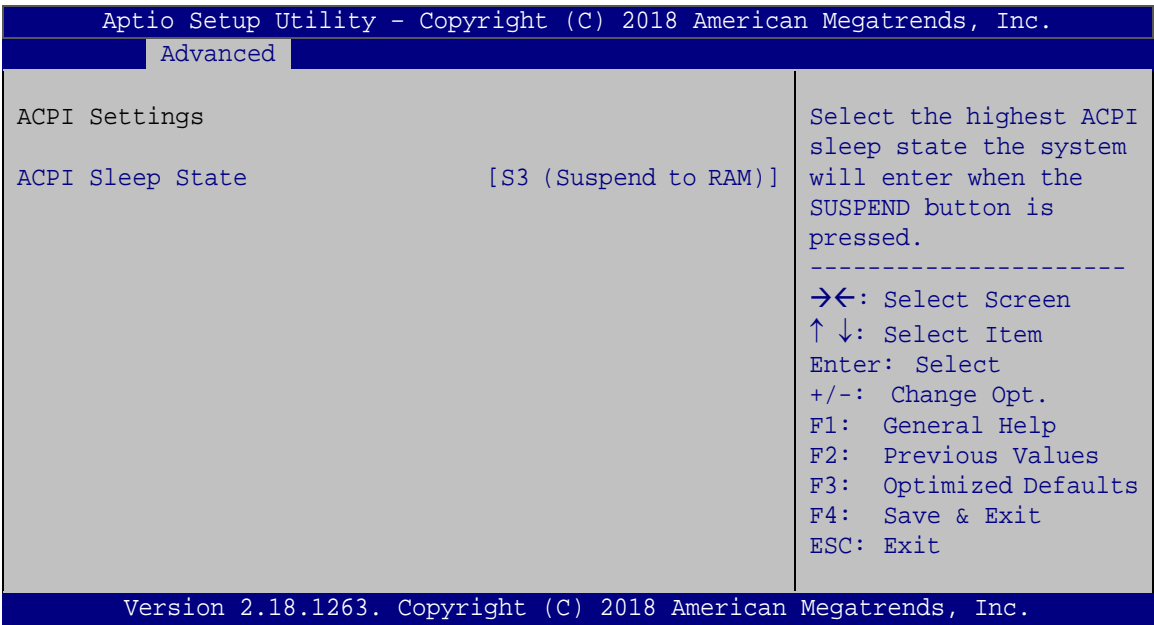 Aptio Setup Utility – Copyright (C) 2018 American Megatrends, Inc.
Advanced
ACPI Settings
ACPI Sleep State [S3 (Suspend to RAM)]
Select the highest ACPI
sleep state the system
will enter when the
SUSPEND button is
pressed.
----------------------
→←: Select Screen
↑ ↓: Select Item
Enter: Select
+/-: Change Opt.
F1: General Help
F2: Previous Values
F3: Optimized Defaults
F4: Save & Exit
ESC: Exit
Version 2.18.1263. Copyright (C) 2018 American Megatrends, Inc.